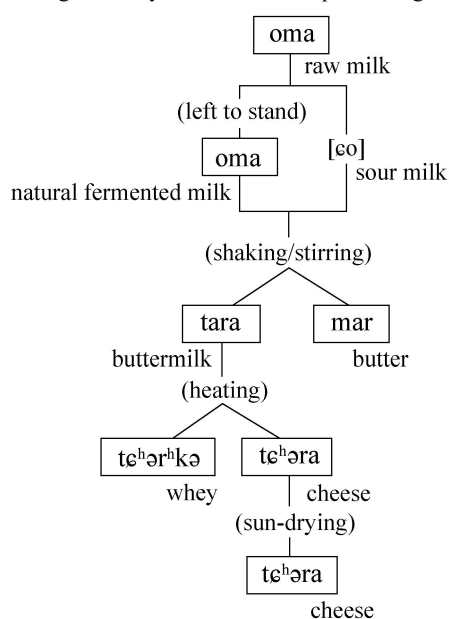 oma
raw milk
(left to stand)
oma
[ɕo]
sour milk
natural fermented milk
(shaking/stirring)
tara
mar
buttermilk
butter
(heating)
tɕʰərʰkə
tɕʰəra
whey
cheese
(sun-drying)
tɕʰəra
cheese